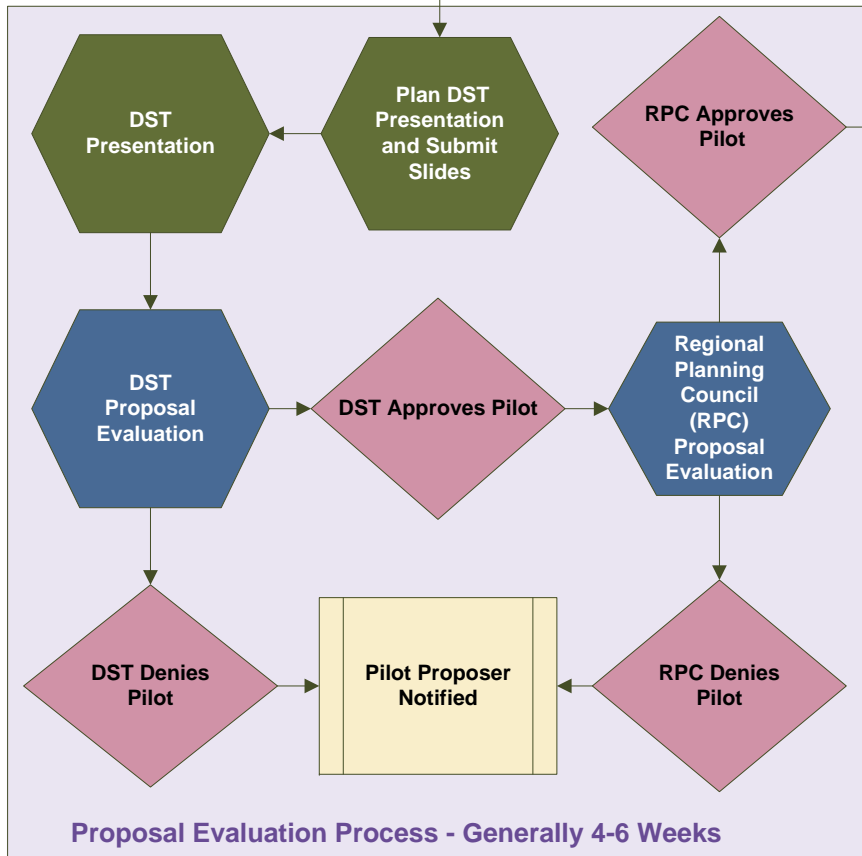 DST
Presentation
Plan DST
Presentation
and Submit
Slides
RPC Approves
Pilot
DST
Proposal
Evaluation
DST Approves Pilot
Regional
Planning
Council
(RPC)
Proposal
Evaluation
DST Denies
Pilot
Pilot Proposer
Notified
RPC Denies
Pilot
Proposal Evaluation Process - Generally 4-6 Weeks